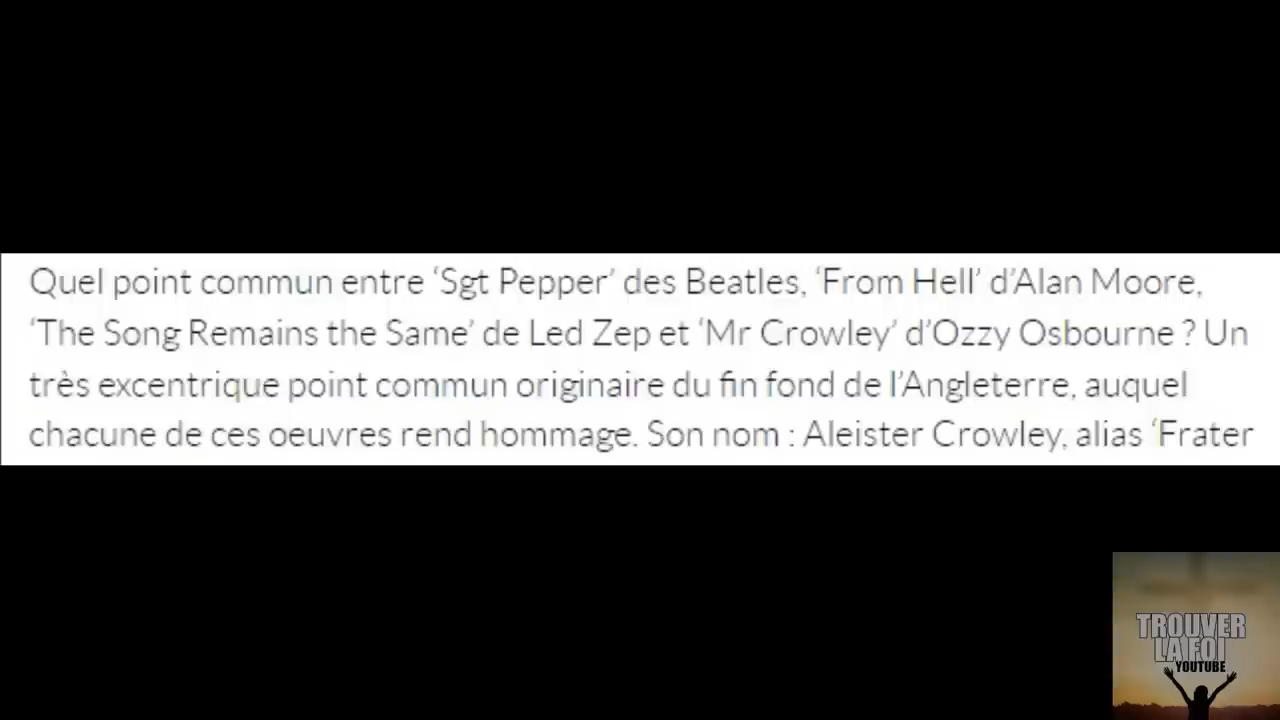 Quel point commun entre ‘Sgt Pepper’ des Beatles, ‘From Hell’ d’Alan Moore,
‘The Song Remains the Same’ de Led Zep et ‘Mr Crowley’ d’Ozzy Osbourne ? Un
très excentrique point commun originaire du fin fond de l’Angleterre, auquel
chacune de ces oeuvres rend hommage. Son nom : Aleister Crowley, alias ‘Frater
TROUVER
LA FOI
YOUTUBE